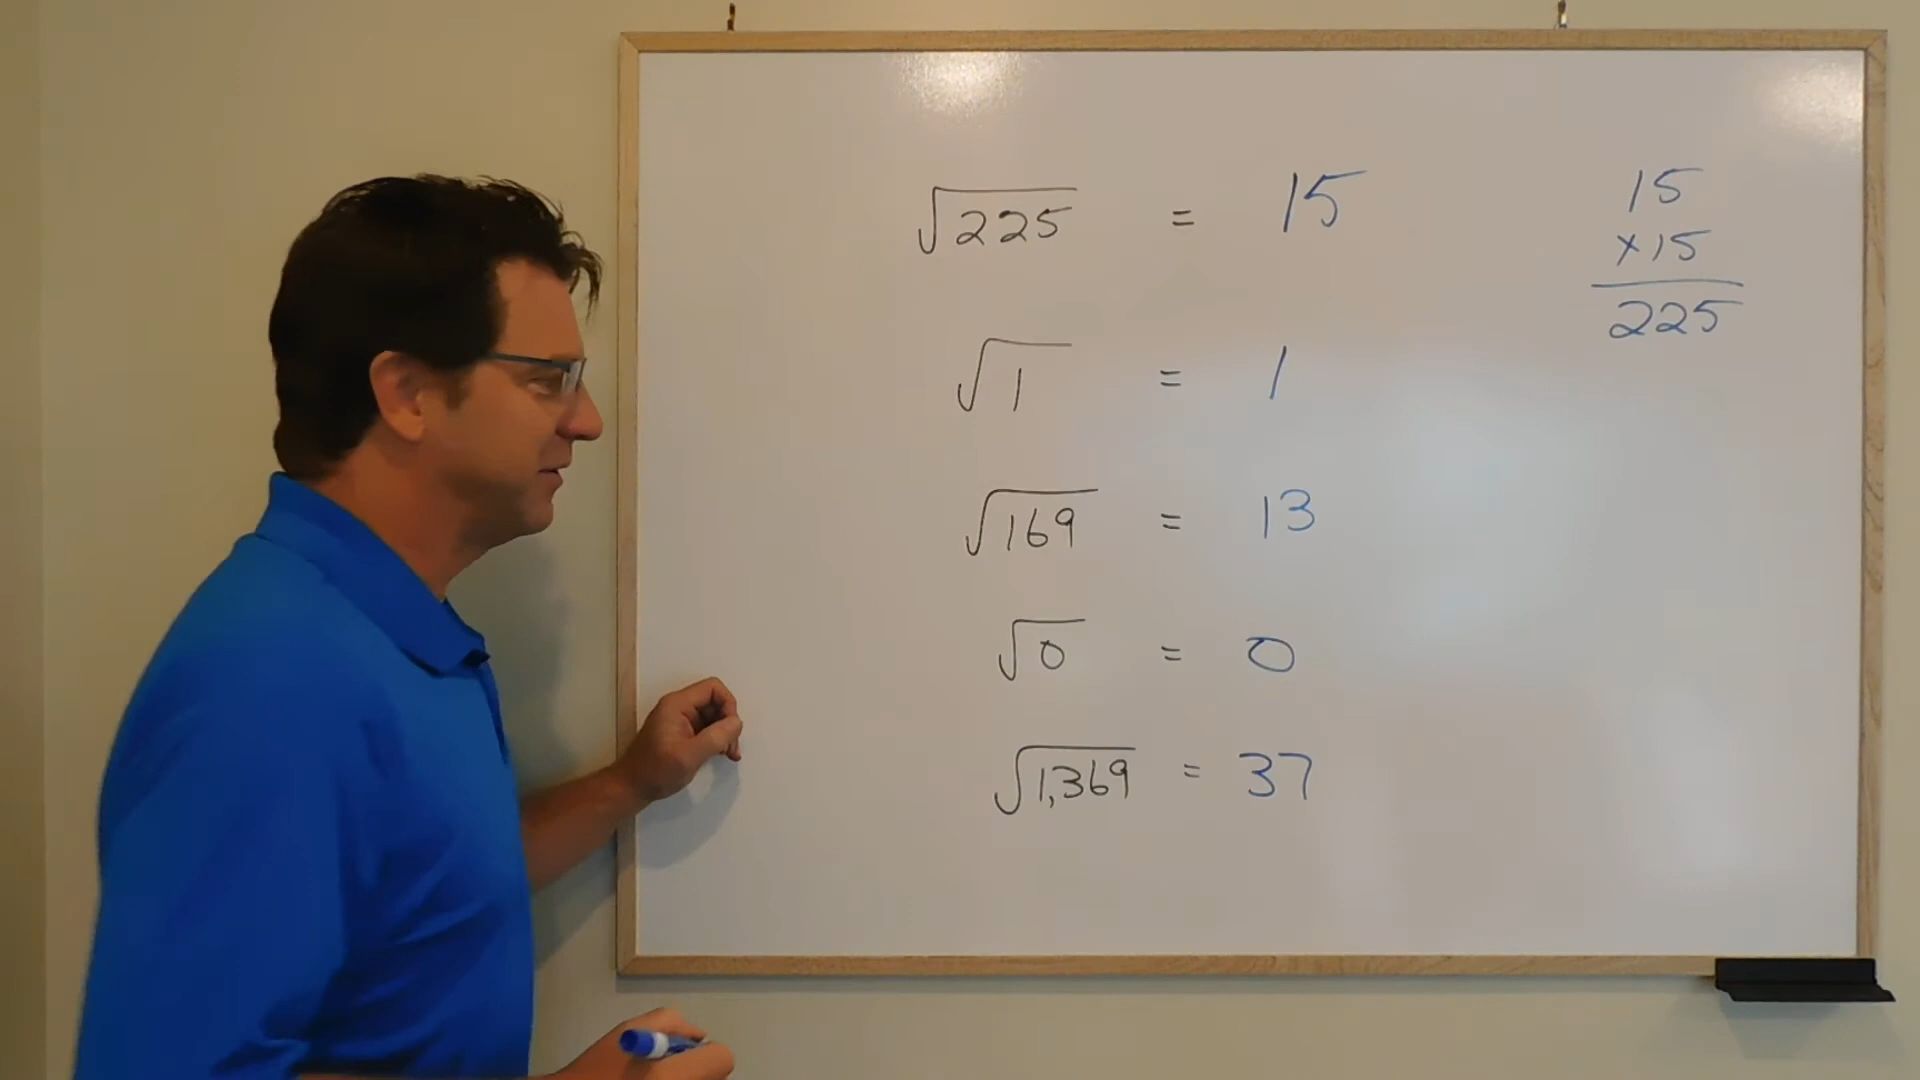 √225 = 15
15
×15
225
√1 = 1
√169 = 13
√0 = 0
√1,369 = 37